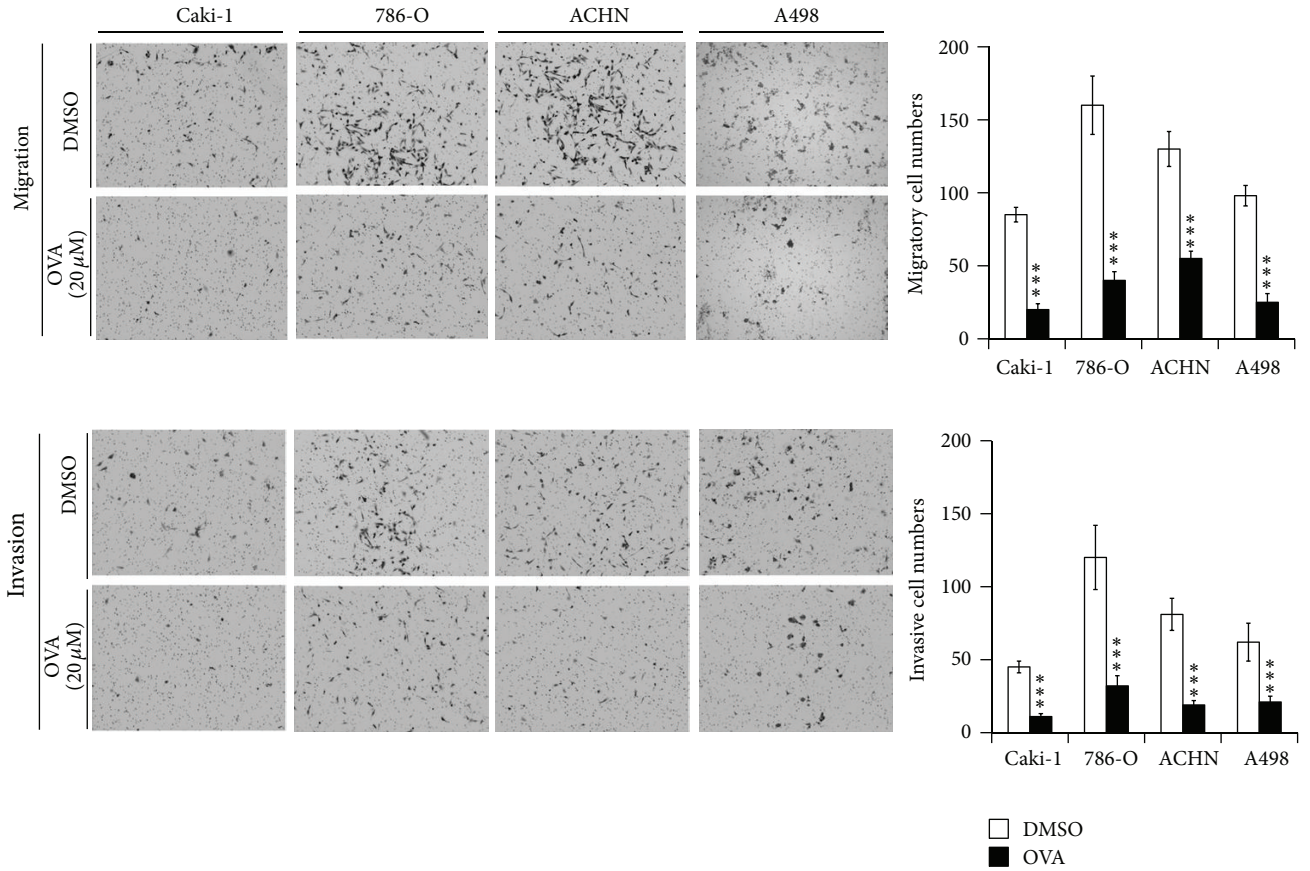 Caki-1 786-O ACHN A498
Migration
DMSO
OVA
(20 μM)
Migratory cell numbers
200
150
100
50
0
***
***
***
***
Caki-1 786-O ACHN A498
Invasion
DMSO
OVA
(20 μM)
Invasive cell numbers
200
150
100
50
0
***
***
***
***
Caki-1 786-O ACHN A498
DMSO
OVA